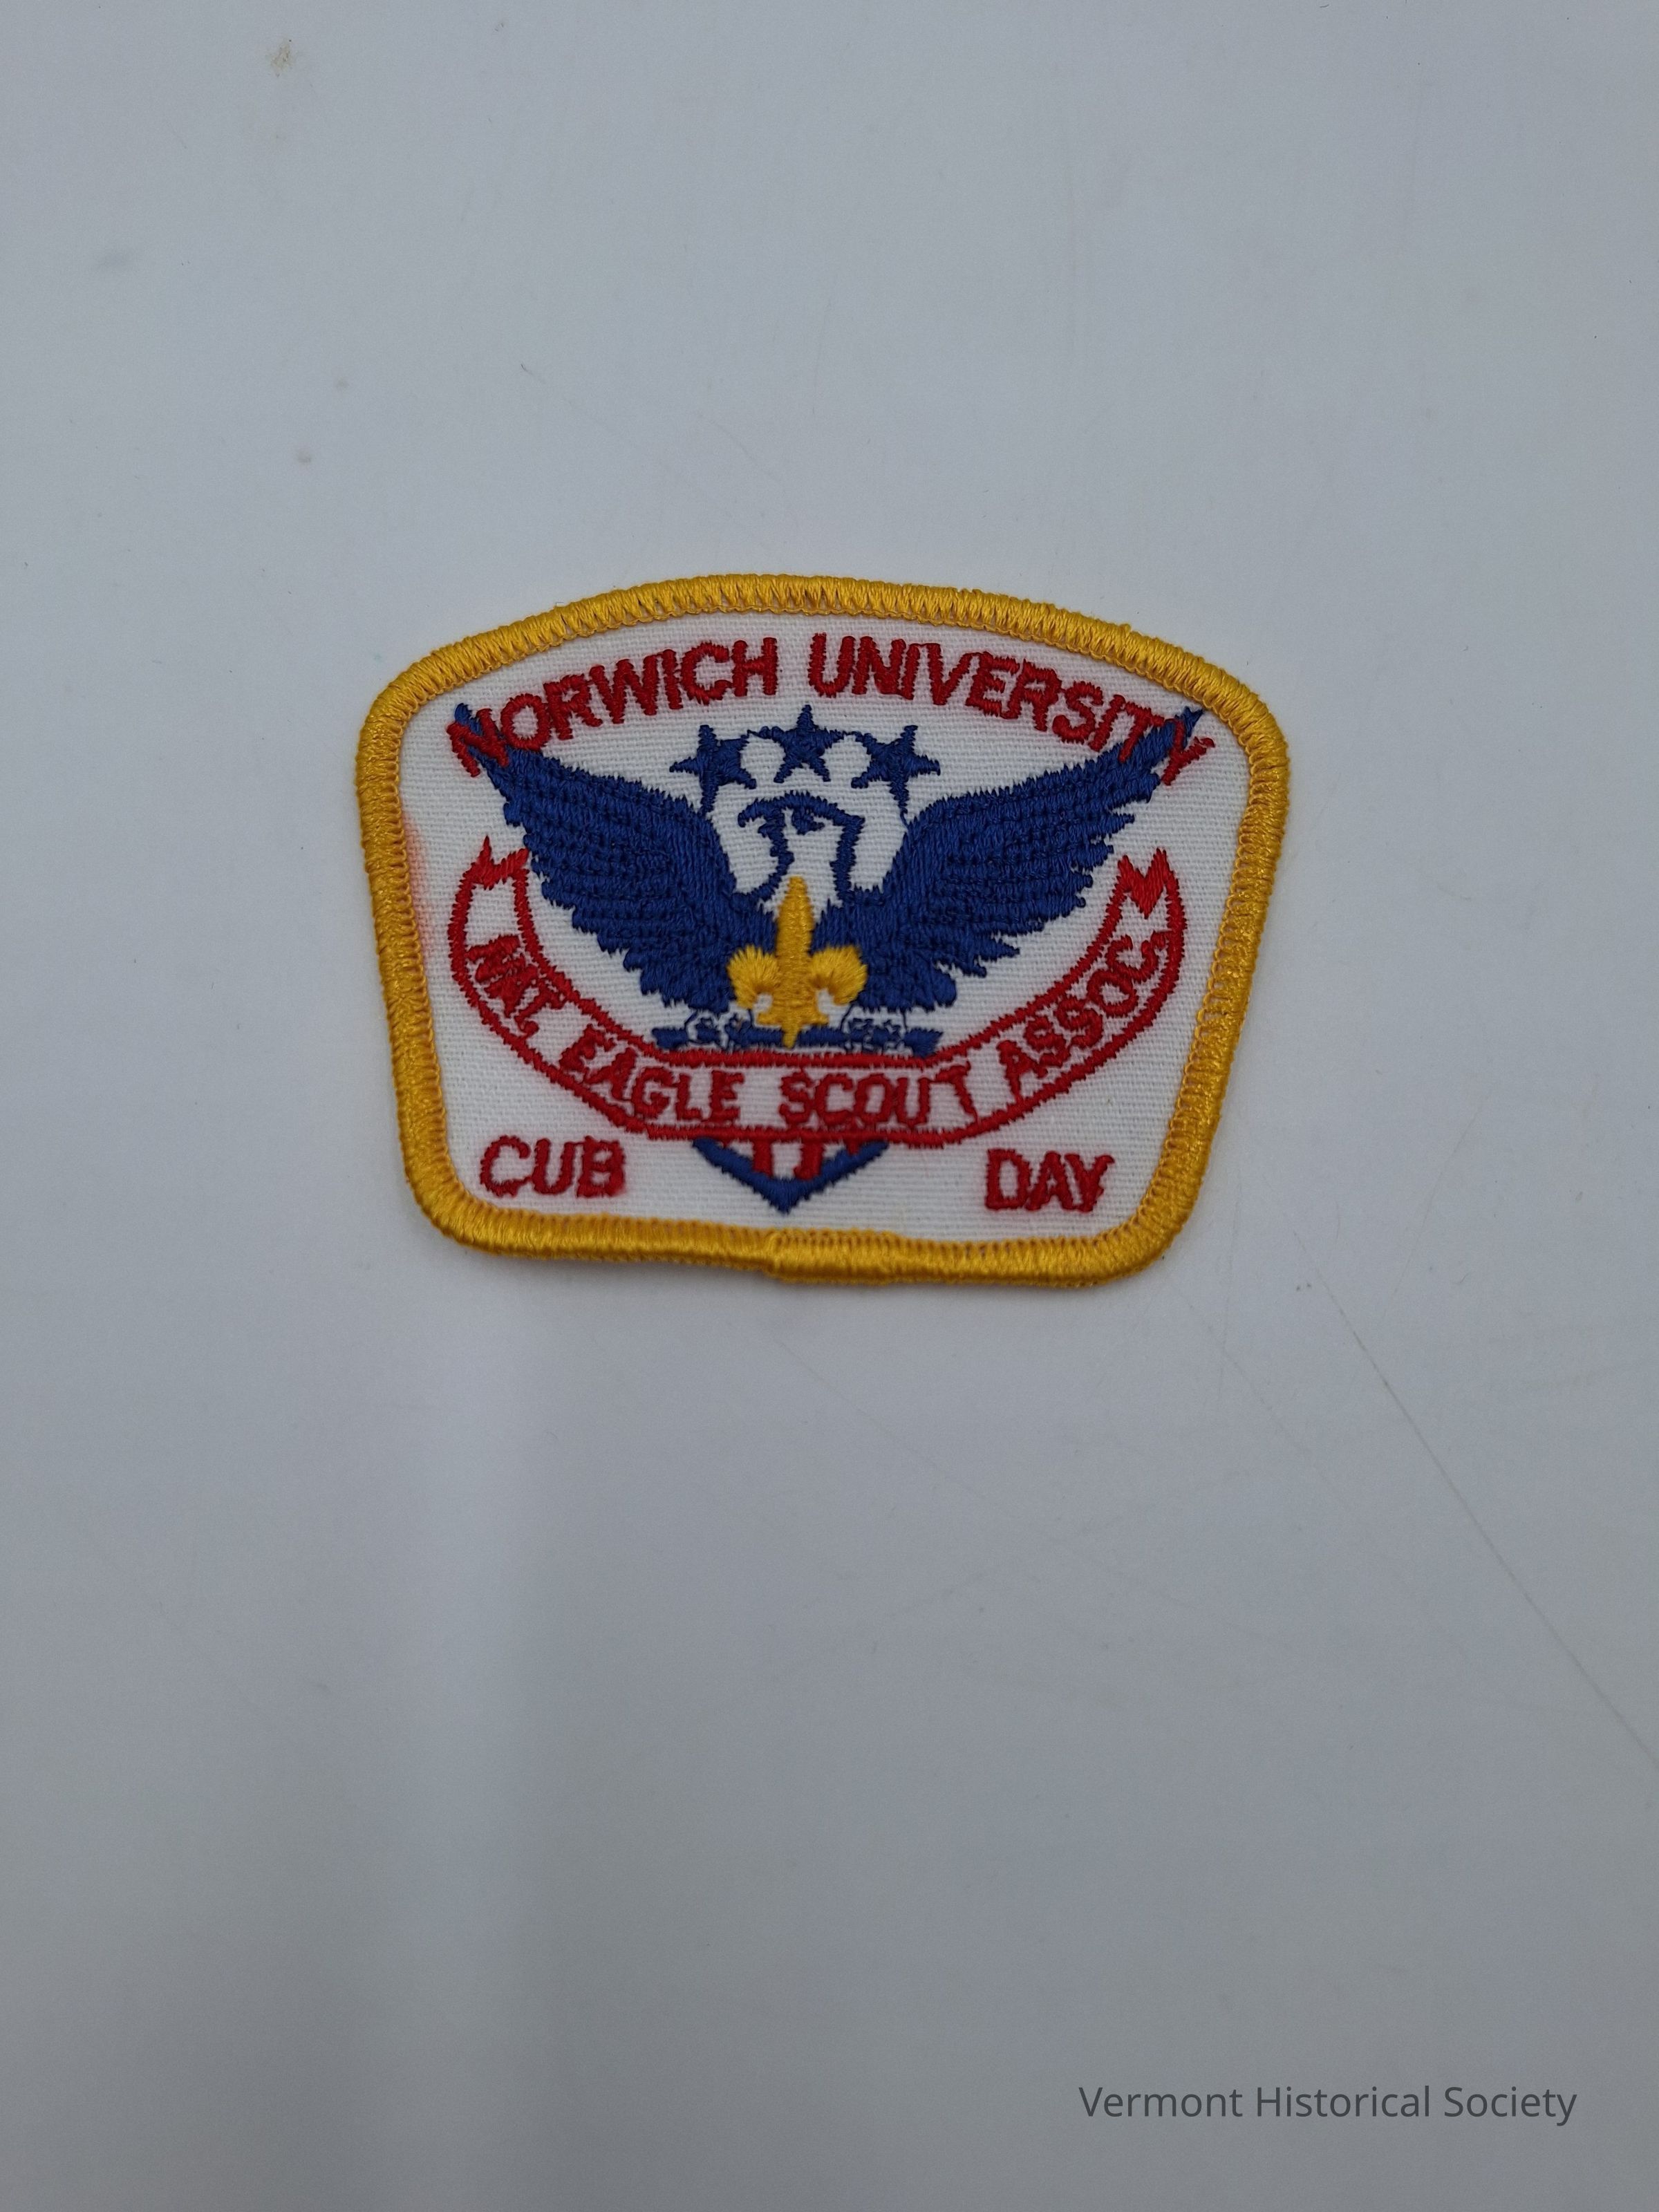 NORWICH UNIVERSITY
NAT. EAGLE SCOUT ASSOC.
CUB DAY
Vermont Historical Society